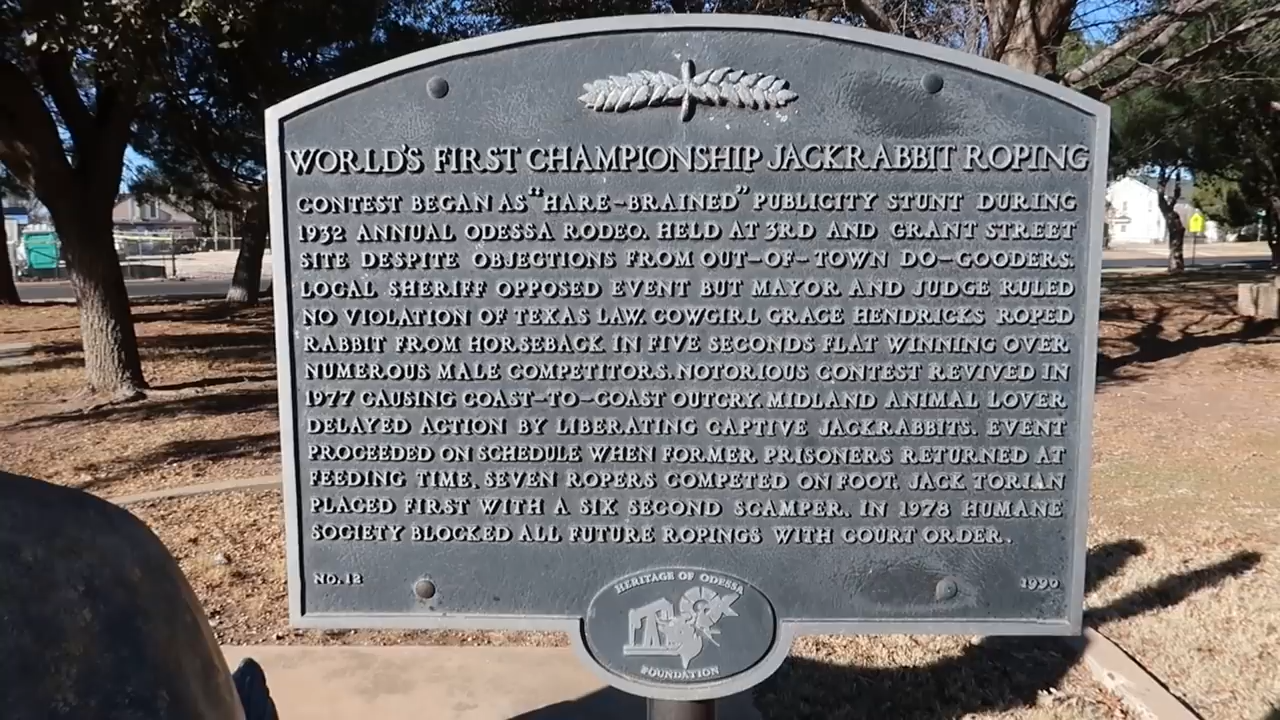 WORLD'S FIRST CHAMPIONSHIP JACKRABBIT ROPING
CONTEST BEGAN AS "HARE-BRAINED" PUBLICITY STUNT DURING
1932 ANNUAL ODESSA RODEO. HELD AT 3RD AND GRANT STREET
SITE DESPITE OBJECTIONS FROM OUT-OF-TOWN DO-GOODERS.
LOCAL SHERIFF OPPOSED EVENT BUT MAYOR AND JUDGE RULED
NO VIOLATION OF TEXAS LAW. COWGIRL GRACE HENDRICKS ROPED
RABBIT FROM HORSEBACK IN FIVE SECONDS FLAT WINNING OVER
NUMEROUS MALE COMPETITORS. NOTORIOUS CONTEST REVIVED IN
1977 CAUSING COAST-TO-COAST OUTCRY. MIDLAND ANIMAL LOVER
DELAYED ACTION BY LIBERATING CAPTIVE JACKRABBITS. EVENT
PROCEEDED ON SCHEDULE WHEN FORMER PRISONERS RETURNED AT
FEEDING TIME. SEVEN ROPERS COMPETED ON FOOT. JACK TORIAN
PLACED FIRST WITH A SIX SECOND SCAMPER. IN 1978 HUMANE
SOCIETY BLOCKED ALL FUTURE ROPINGS WITH COURT ORDER.
NO. 12
1990
HERITAGE OF ODESSA
FOUNDATION